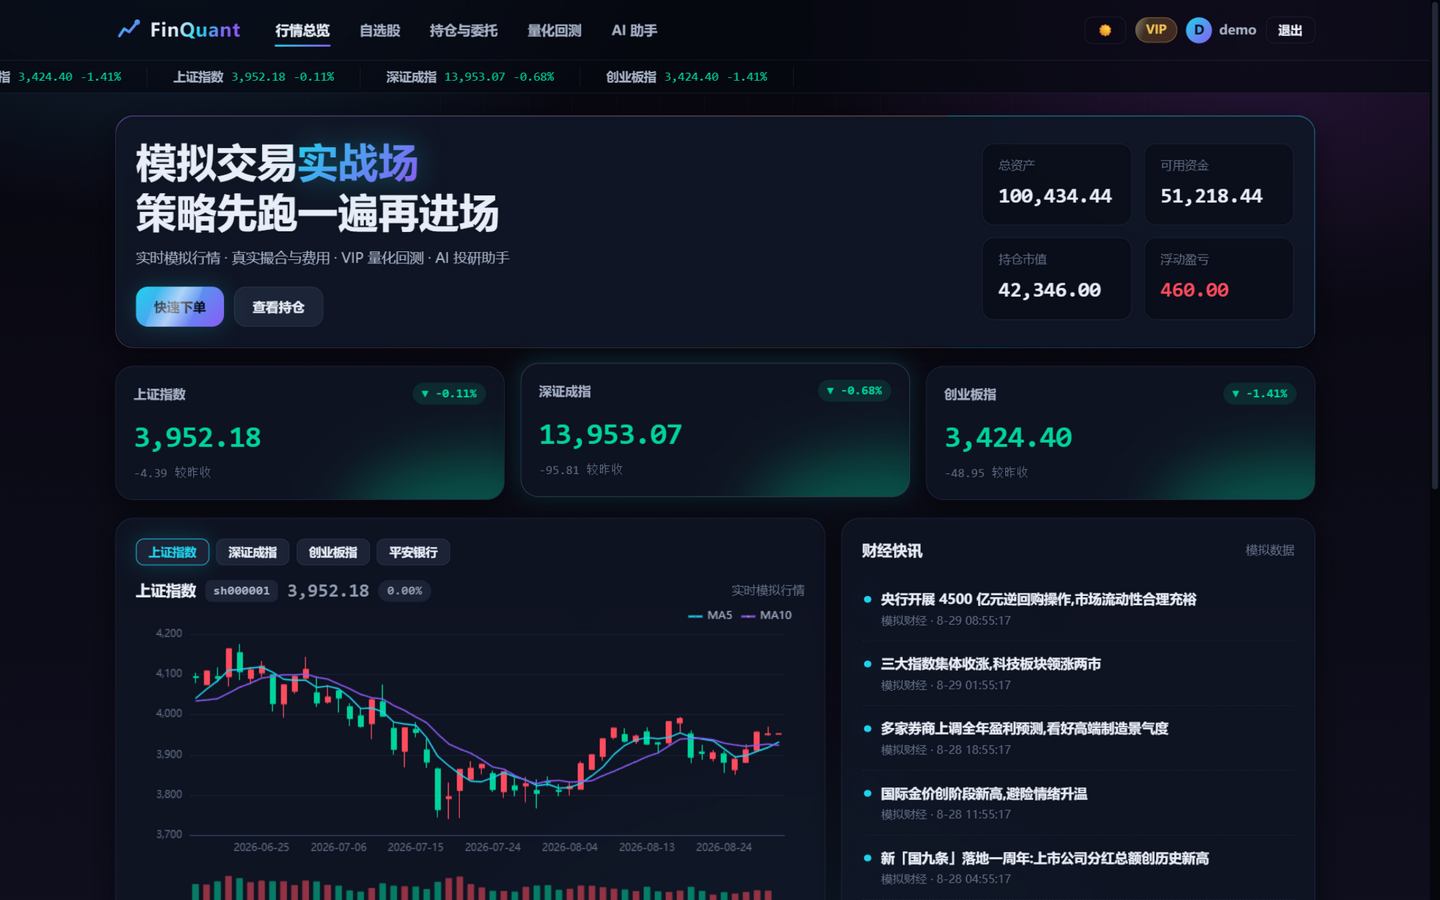 FinQuant
行情总览
自选股
持仓与委托
量化回测
AI 助手
VIP
D
demo
退出
指 3,424.40 -1.41%
上证指数 3,952.18 -0.11%
深证成指 13,953.07 -0.68%
创业板指 3,424.40 -1.41%
模拟交易实战场
策略先跑一遍再进场
实时模拟行情 · 真实撮合与费用 · VIP 量化回测 · AI 投研助手
快速下单
查看持仓
总资产
100,434.44
可用资金
51,218.44
持仓市值
42,346.00
浮动盈亏
460.00
上证指数
▼ -0.11%
3,952.18
-4.39 较昨收
深证成指
▼ -0.68%
13,953.07
-95.81 较昨收
创业板指
▼ -1.41%
3,424.40
-48.95 较昨收
上证指数
深证成指
创业板指
平安银行
上证指数 sh000001 3,952.18 0.00%
实时模拟行情
MA5 MA10
4,200
4,100
4,000
3,900
3,800
3,700
2026-06-25 2026-07-06 2026-07-15 2026-07-24 2026-08-04 2026-08-13 2026-08-24
财经快讯
模拟数据
央行开展 4500 亿元逆回购操作,市场流动性合理充裕
模拟财经 · 8-29 08:55:17
三大指数集体收涨,科技板块领涨两市
模拟财经 · 8-29 01:55:17
多家券商上调全年盈利预测,看好高端制造景气度
模拟财经 · 8-28 18:55:17
国际金价创阶段新高,避险情绪升温
模拟财经 · 8-28 11:55:17
新「国九条」落地一周年:上市公司分红总额创历史新高
模拟财经 · 8-28 04:55:17